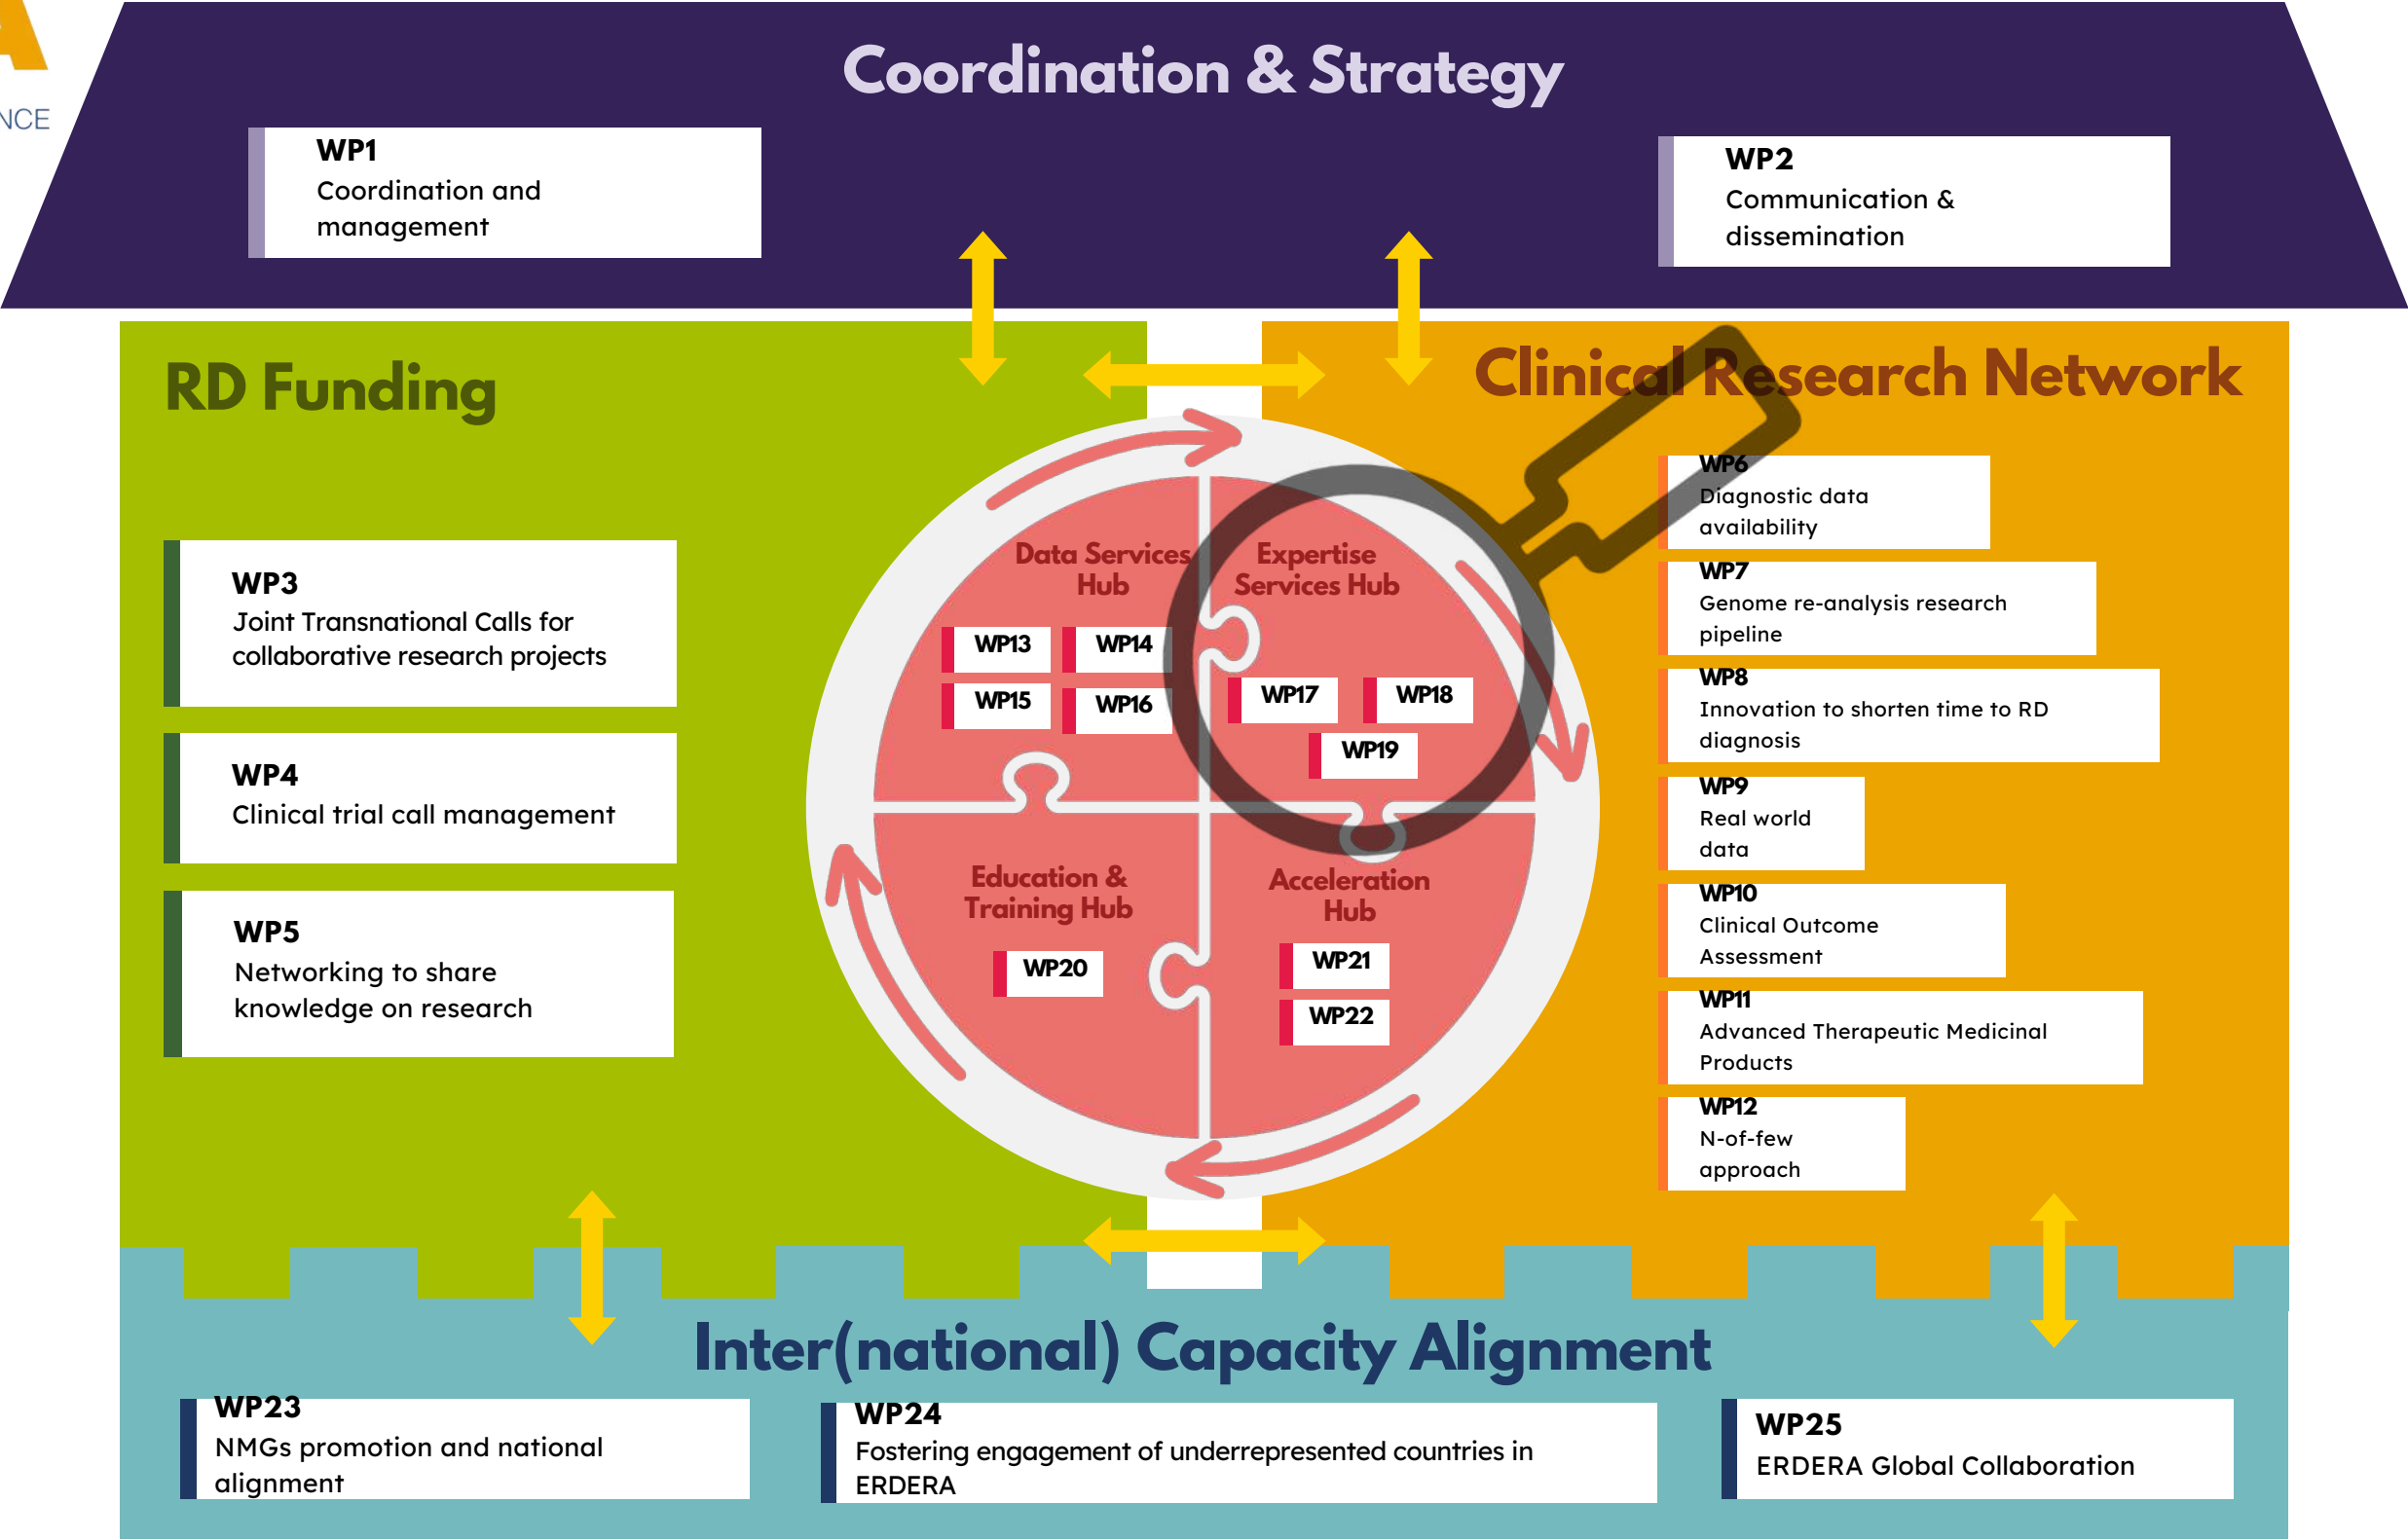 A
NCE
Coordination & Strategy
WP1
Coordination and
management
WP2
Communication &
dissemination
RD Funding
WP3
Joint Transnational Calls for
collaborative research projects
WP4
Clinical trial call management
WP5
Networking to share
knowledge on research
Data Services
Hub
WP13
WP14
WP15
WP16
Expertise
Services Hub
WP17
WP18
WP19
Education &
Training Hub
WP20
Acceleration
Hub
WP21
WP22
Clinical Research Network
WP6
Diagnostic data
availability
WP7
Genome re-analysis research
pipeline
WP8
Innovation to shorten time to RD
diagnosis
WP9
Real world
data
WP10
Clinical Outcome
Assessment
WP11
Advanced Therapeutic Medicinal
Products
WP12
N-of-few
approach
Inter(national) Capacity Alignment
WP23
NMGs promotion and national
alignment
WP24
Fostering engagement of underrepresented countries in
ERDERA
WP25
ERDERA Global Collaboration